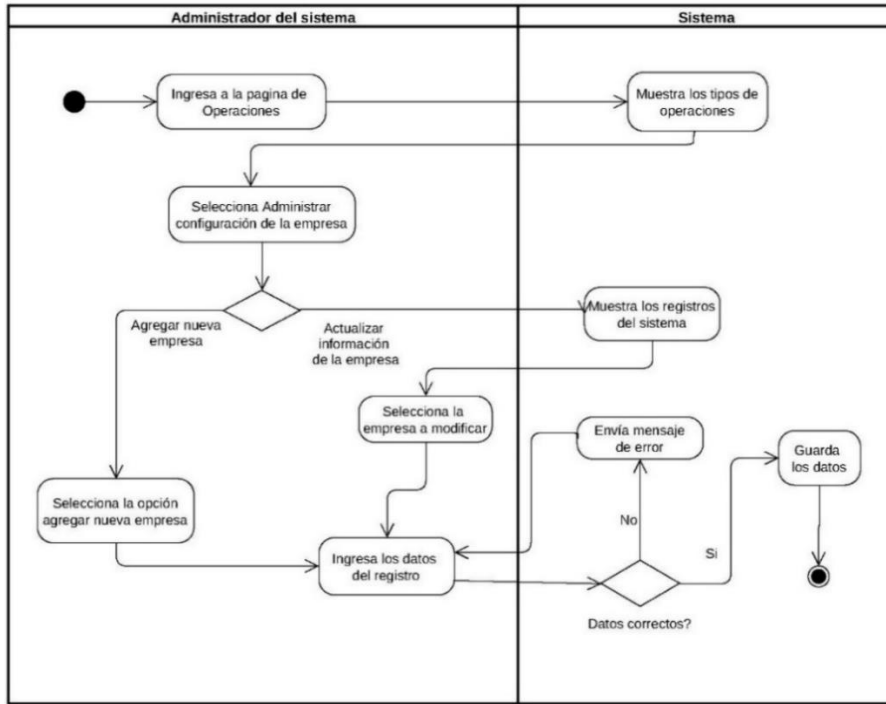 Administrador del sistema
Sistema
Ingresa a la pagina de
Operaciones
Muestra los tipos de
operaciones
Selecciona Administrar
configuración de la empresa
Agregar nueva
empresa
Actualizar
información
de la empresa
Muestra los registros
del sistema
Selecciona la
empresa a modificar
Envía mensaje
de error
Guarda
los datos
Selecciona la opción
agregar nueva empresa
Ingresa los datos
del registro
No
Si
Datos correctos?